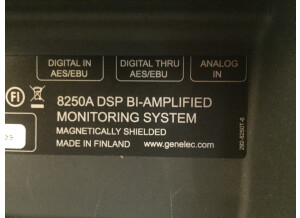 DIGITAL IN AES/EBU
DIGITAL THRU AES/EBU
ANALOG IN
FI
8250A DSP BI-AMPLIFIED
MONITORING SYSTEM
MAGNETICALLY SHIELDED
MADE IN FINLAND www.genelec.com